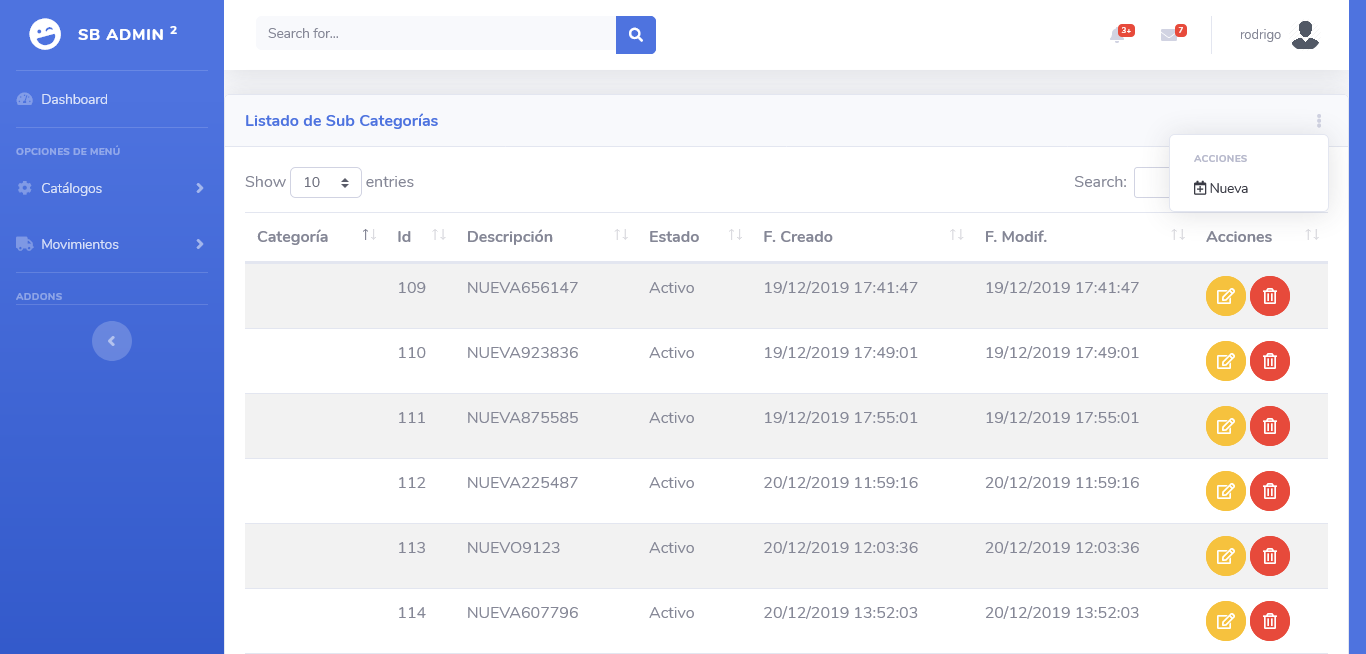 SB ADMIN 2
Search for...
3+
7
rodrigo
Dashboard
OPCIONES DE MENÚ
Catálogos
Movimientos
ADDONS
Listado de Sub Categorías
ACCIONES
Nueva
Show 10 entries
Search:
Categoría Id Descripción Estado F. Creado F. Modif. Acciones
109 NUEVA656147 Activo 19/12/2019 17:41:47 19/12/2019 17:41:47
110 NUEVA923836 Activo 19/12/2019 17:49:01 19/12/2019 17:49:01
111 NUEVA875585 Activo 19/12/2019 17:55:01 19/12/2019 17:55:01
112 NUEVA225487 Activo 20/12/2019 11:59:16 20/12/2019 11:59:16
113 NUEVO9123 Activo 20/12/2019 12:03:36 20/12/2019 12:03:36
114 NUEVA607796 Activo 20/12/2019 13:52:03 20/12/2019 13:52:03